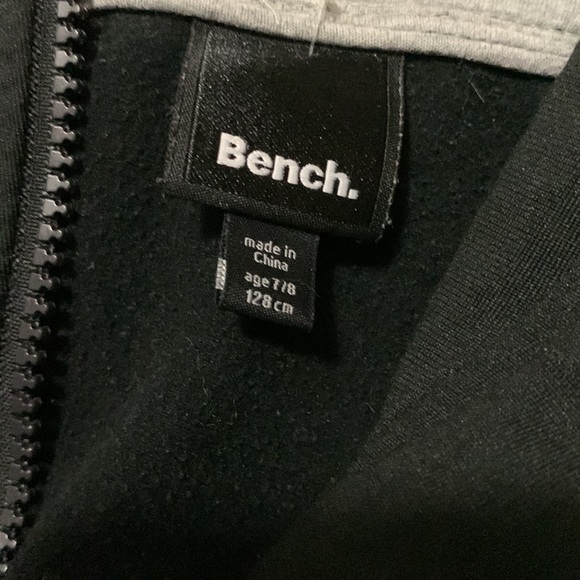 Bench.
made in
China
age 7/8
128 cm